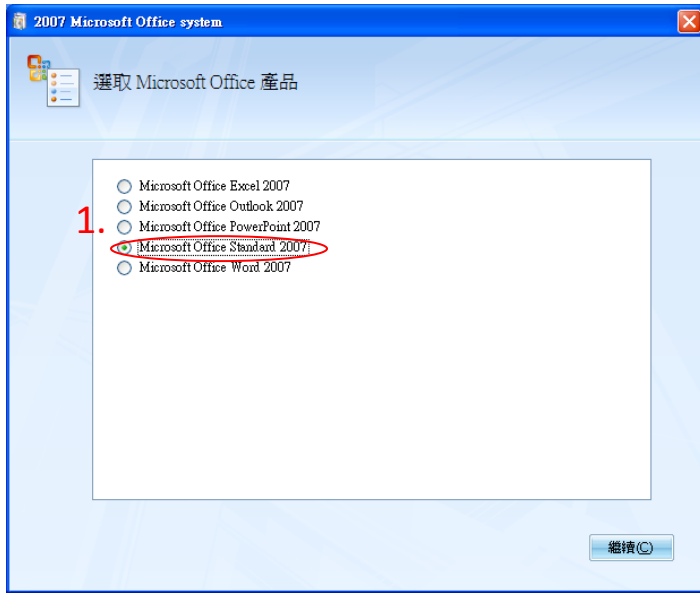 2007 Microsoft Office system
選取 Microsoft Office 產品
Microsoft Office Excel 2007
Microsoft Office Outlook 2007
1.
Microsoft Office PowerPoint 2007
Microsoft Office Standard 2007
Microsoft Office Word 2007
繼續(C)